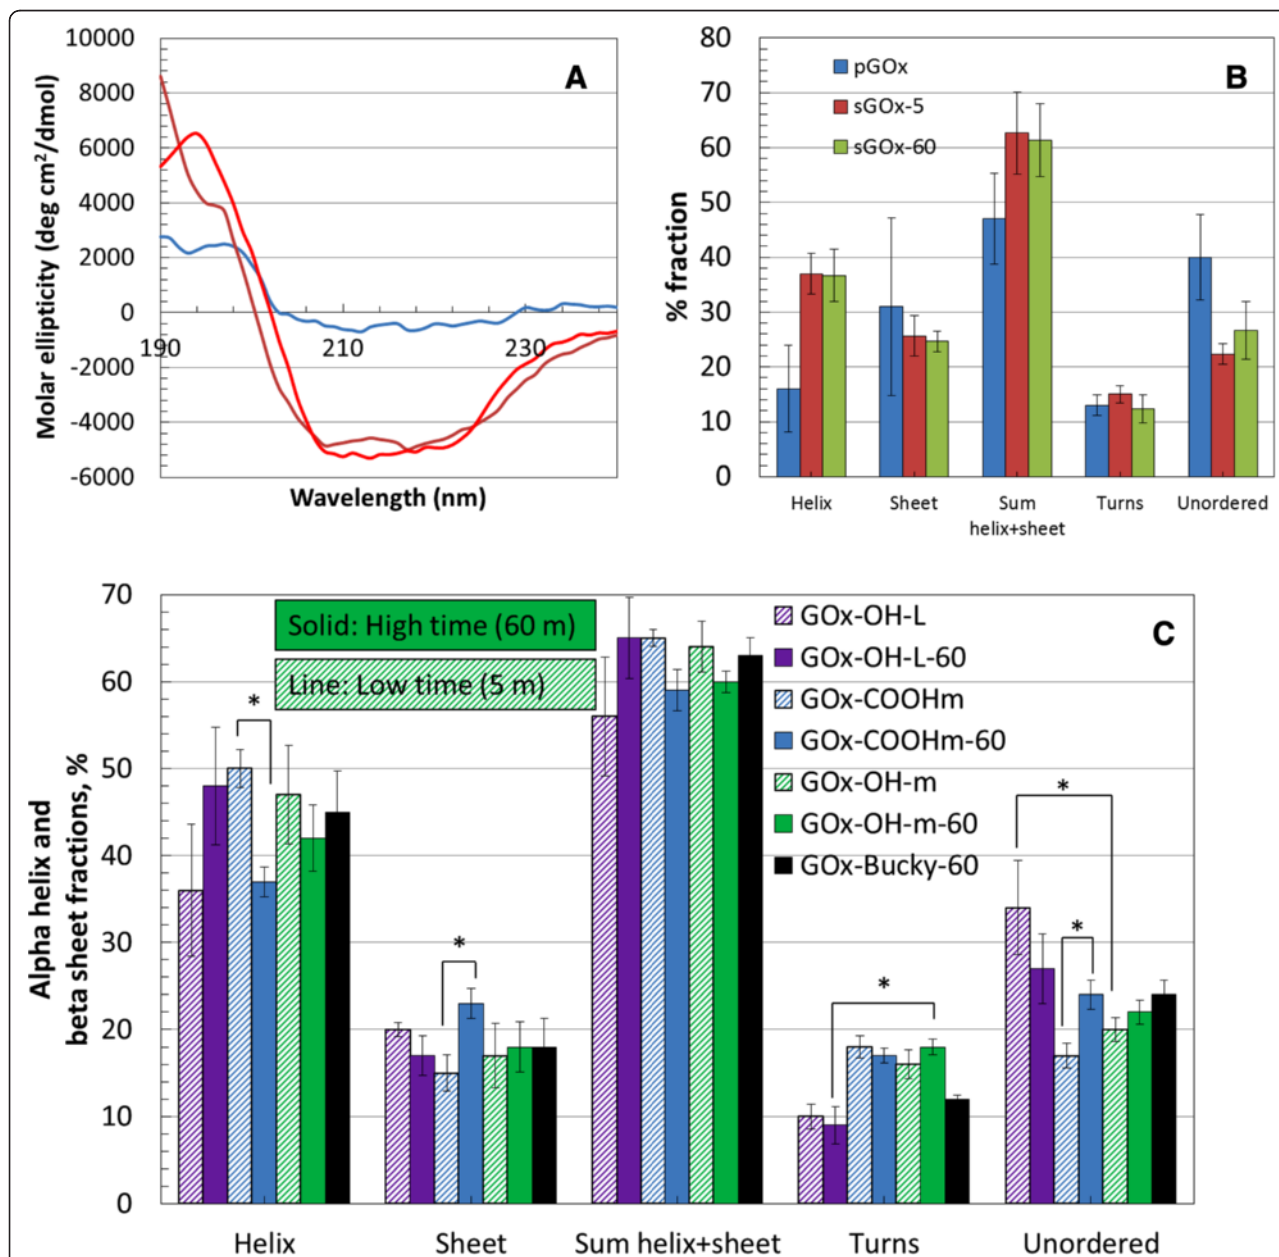 A
10000
8000
6000
4000
2000
0
-2000
-4000
-6000
190
210
230
Molar ellipticity (deg cm²/dmol)
Wavelength (nm)
B
80
70
60
50
40
30
20
10
0
% fraction
pGOx
sGOx-5
sGOx-60
Helix
Sheet
Sum
helix+sheet
Turns
Unordered
C
70
60
50
40
30
20
10
0
Alpha helix and
beta sheet fractions, %
Solid: High time (60 m)
Line: Low time (5 m)
GOx-OH-L
GOx-OH-L-60
GOx-COOHm
GOx-COOHm-60
GOx-OH-m
GOx-OH-m-60
GOx-Bucky-60
*
*
*
*
*
Helix
Sheet
Sum helix+sheet
Turns
Unordered